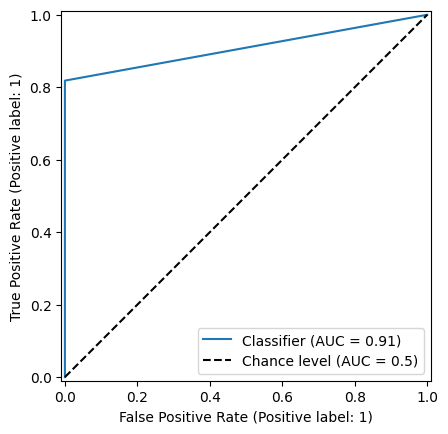 True Positive Rate (Positive label: 1)
1.0
0.8
0.6
0.4
0.2
0.0
Classifier (AUC = 0.91)
Chance level (AUC = 0.5)
0.0 0.2 0.4 0.6 0.8 1.0
False Positive Rate (Positive label: 1)